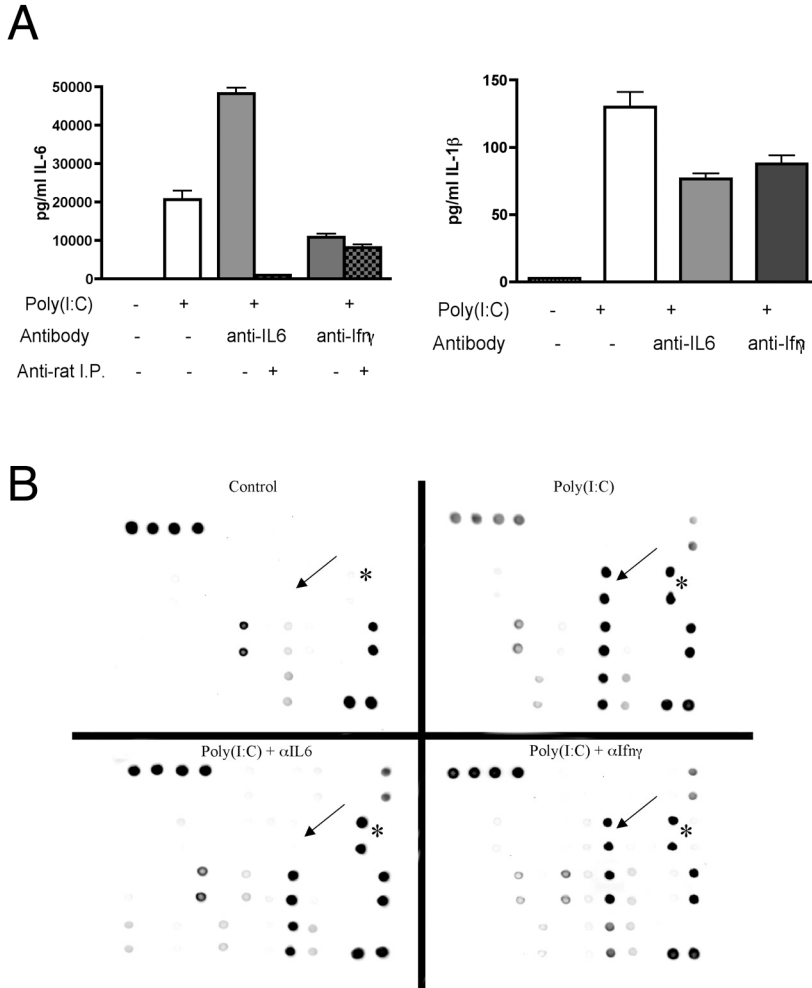 A
pg/ml IL-6
50000
40000
30000
20000
10000
0
Poly(I:C) - + + +
Antibody - - anti-IL6 anti-Ifnγ
Anti-rat I.P. - - - + - +
pg/ml IL-1β
150
100
50
0
Poly(I:C) - + + +
Antibody - - anti-IL6 anti-Ifnγ
B
Control
*
Poly(I:C)
*
Poly(I:C) + αIL6
*
Poly(I:C) + αIfnγ
*